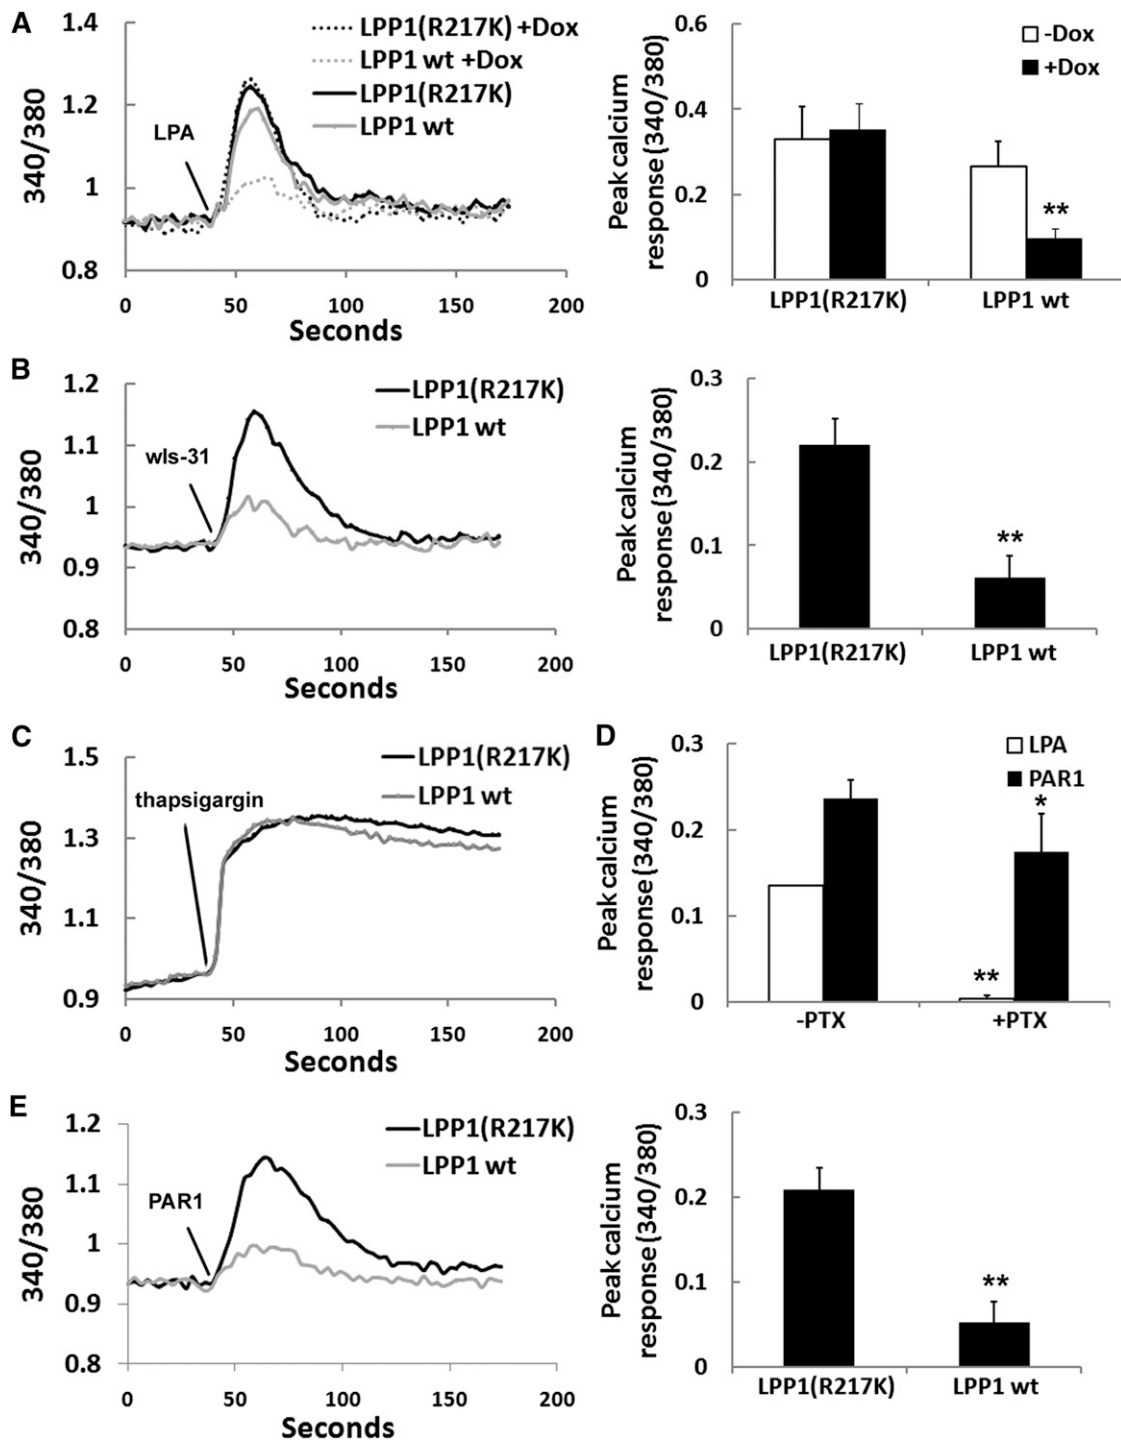 A
1.4
1.2
1
0.8
340/380
LPA
LPP1(R217K) +Dox
LPP1 wt +Dox
LPP1(R217K)
LPP1 wt
0 50 100 150 200
Seconds
Peak calcium
response (340/380)
0.6
0.4
0.2
0
-Dox
+Dox
**
LPP1(R217K) LPP1 wt
B
1.2
1.1
1
0.9
0.8
340/380
wls-31
LPP1(R217K)
LPP1 wt
0 50 100 150 200
Seconds
Peak calcium
response (340/380)
0.3
0.2
0.1
0
**
LPP1(R217K) LPP1 wt
C
1.5
1.3
1.1
0.9
340/380
thapsigargin
LPP1(R217K)
LPP1 wt
0 50 100 150 200
Seconds
D
Peak calcium
response (340/380)
0.3
0.2
0.1
0
LPA
PAR1
*
**
-PTX +PTX
E
1.2
1.1
1
0.9
0.8
340/380
PAR1
LPP1(R217K)
LPP1 wt
0 50 100 150 200
Seconds
Peak calcium
response (340/380)
0.3
0.2
0.1
0
**
LPP1(R217K) LPP1 wt